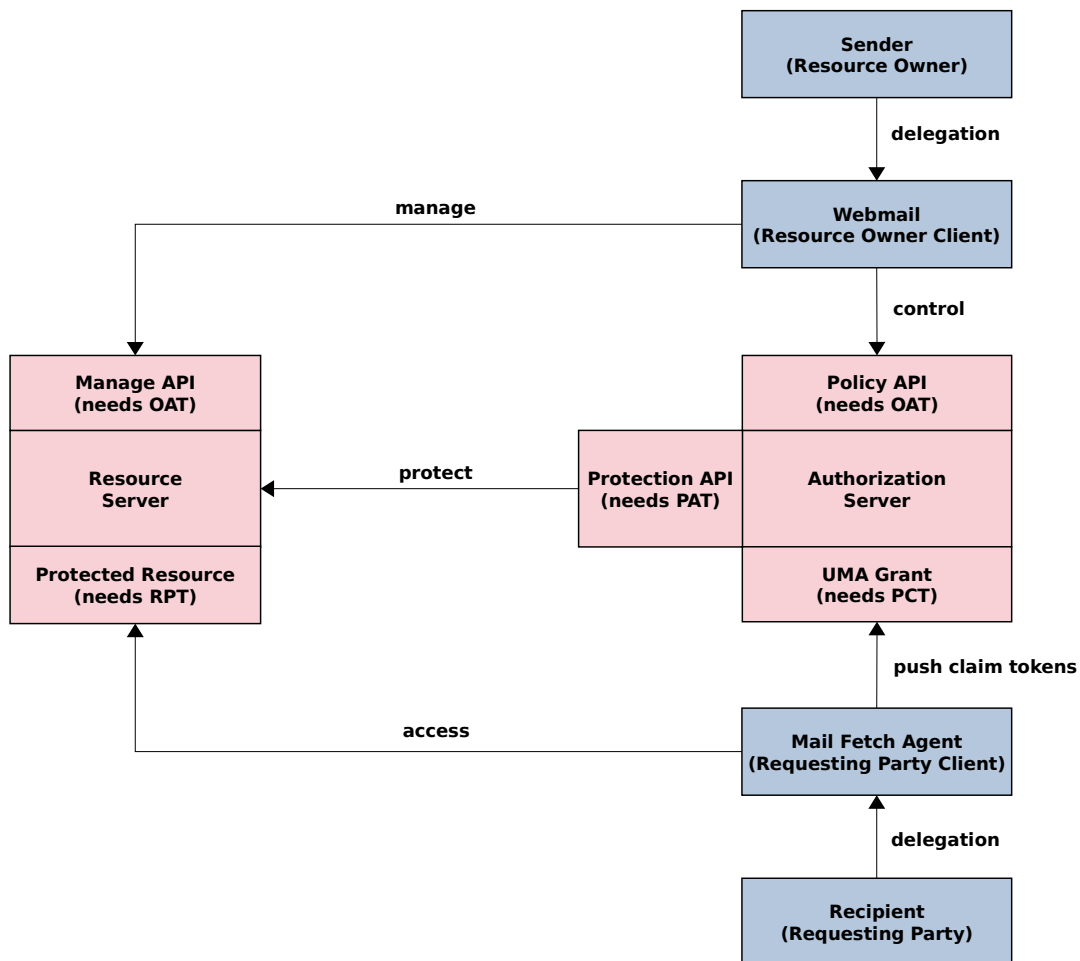 Sender
(Resource Owner)
delegation
manage
Webmail
(Resource Owner Client)
control
Manage API
(needs OAT)
Policy API
(needs OAT)
Resource
Server
protect
Protection API
(needs PAT)
Authorization
Server
Protected Resource
(needs RPT)
UMA Grant
(needs PCT)
push claim tokens
access
Mail Fetch Agent
(Requesting Party Client)
delegation
Recipient
(Requesting Party)